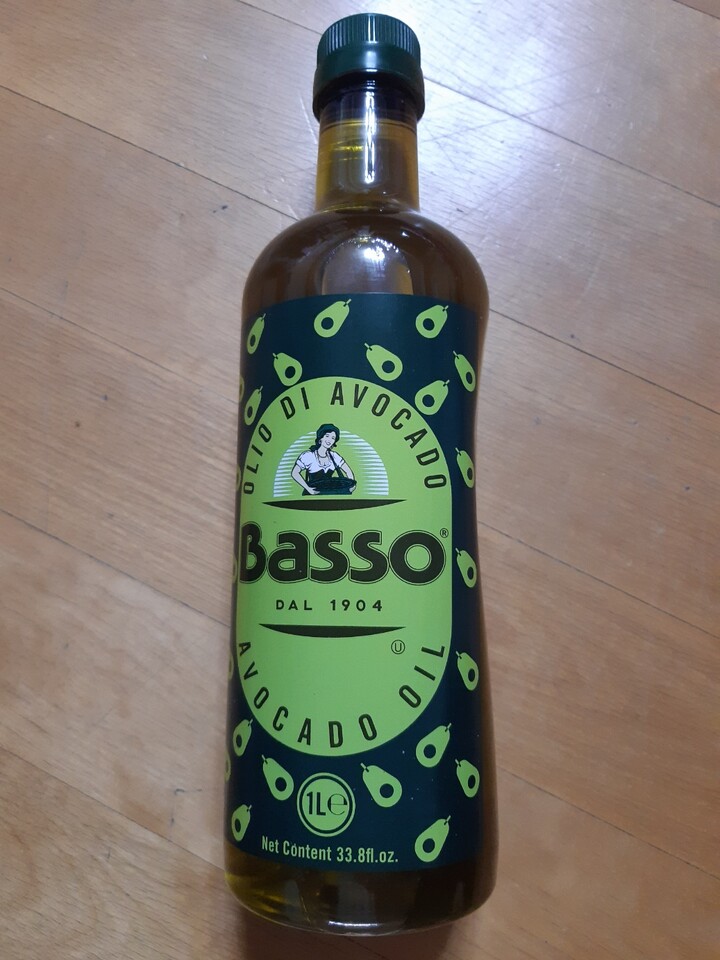 OLIO DI AVOCADO
Basso®
DAL 1904
Ⓤ
AVOCADO OIL
1L℮
Net Content 33.8fl.oz.